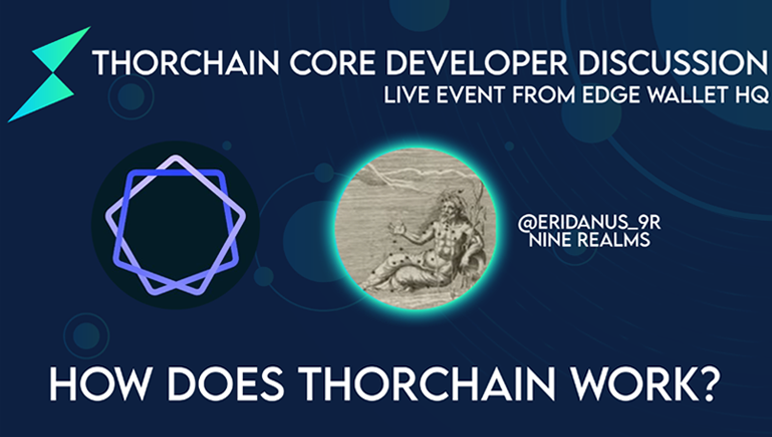 THORCHAIN CORE DEVELOPER DISCUSSION
LIVE EVENT FROM EDGE WALLET HQ
@ERIDANUS_9R
NINE REALMS
HOW DOES THORCHAIN WORK?